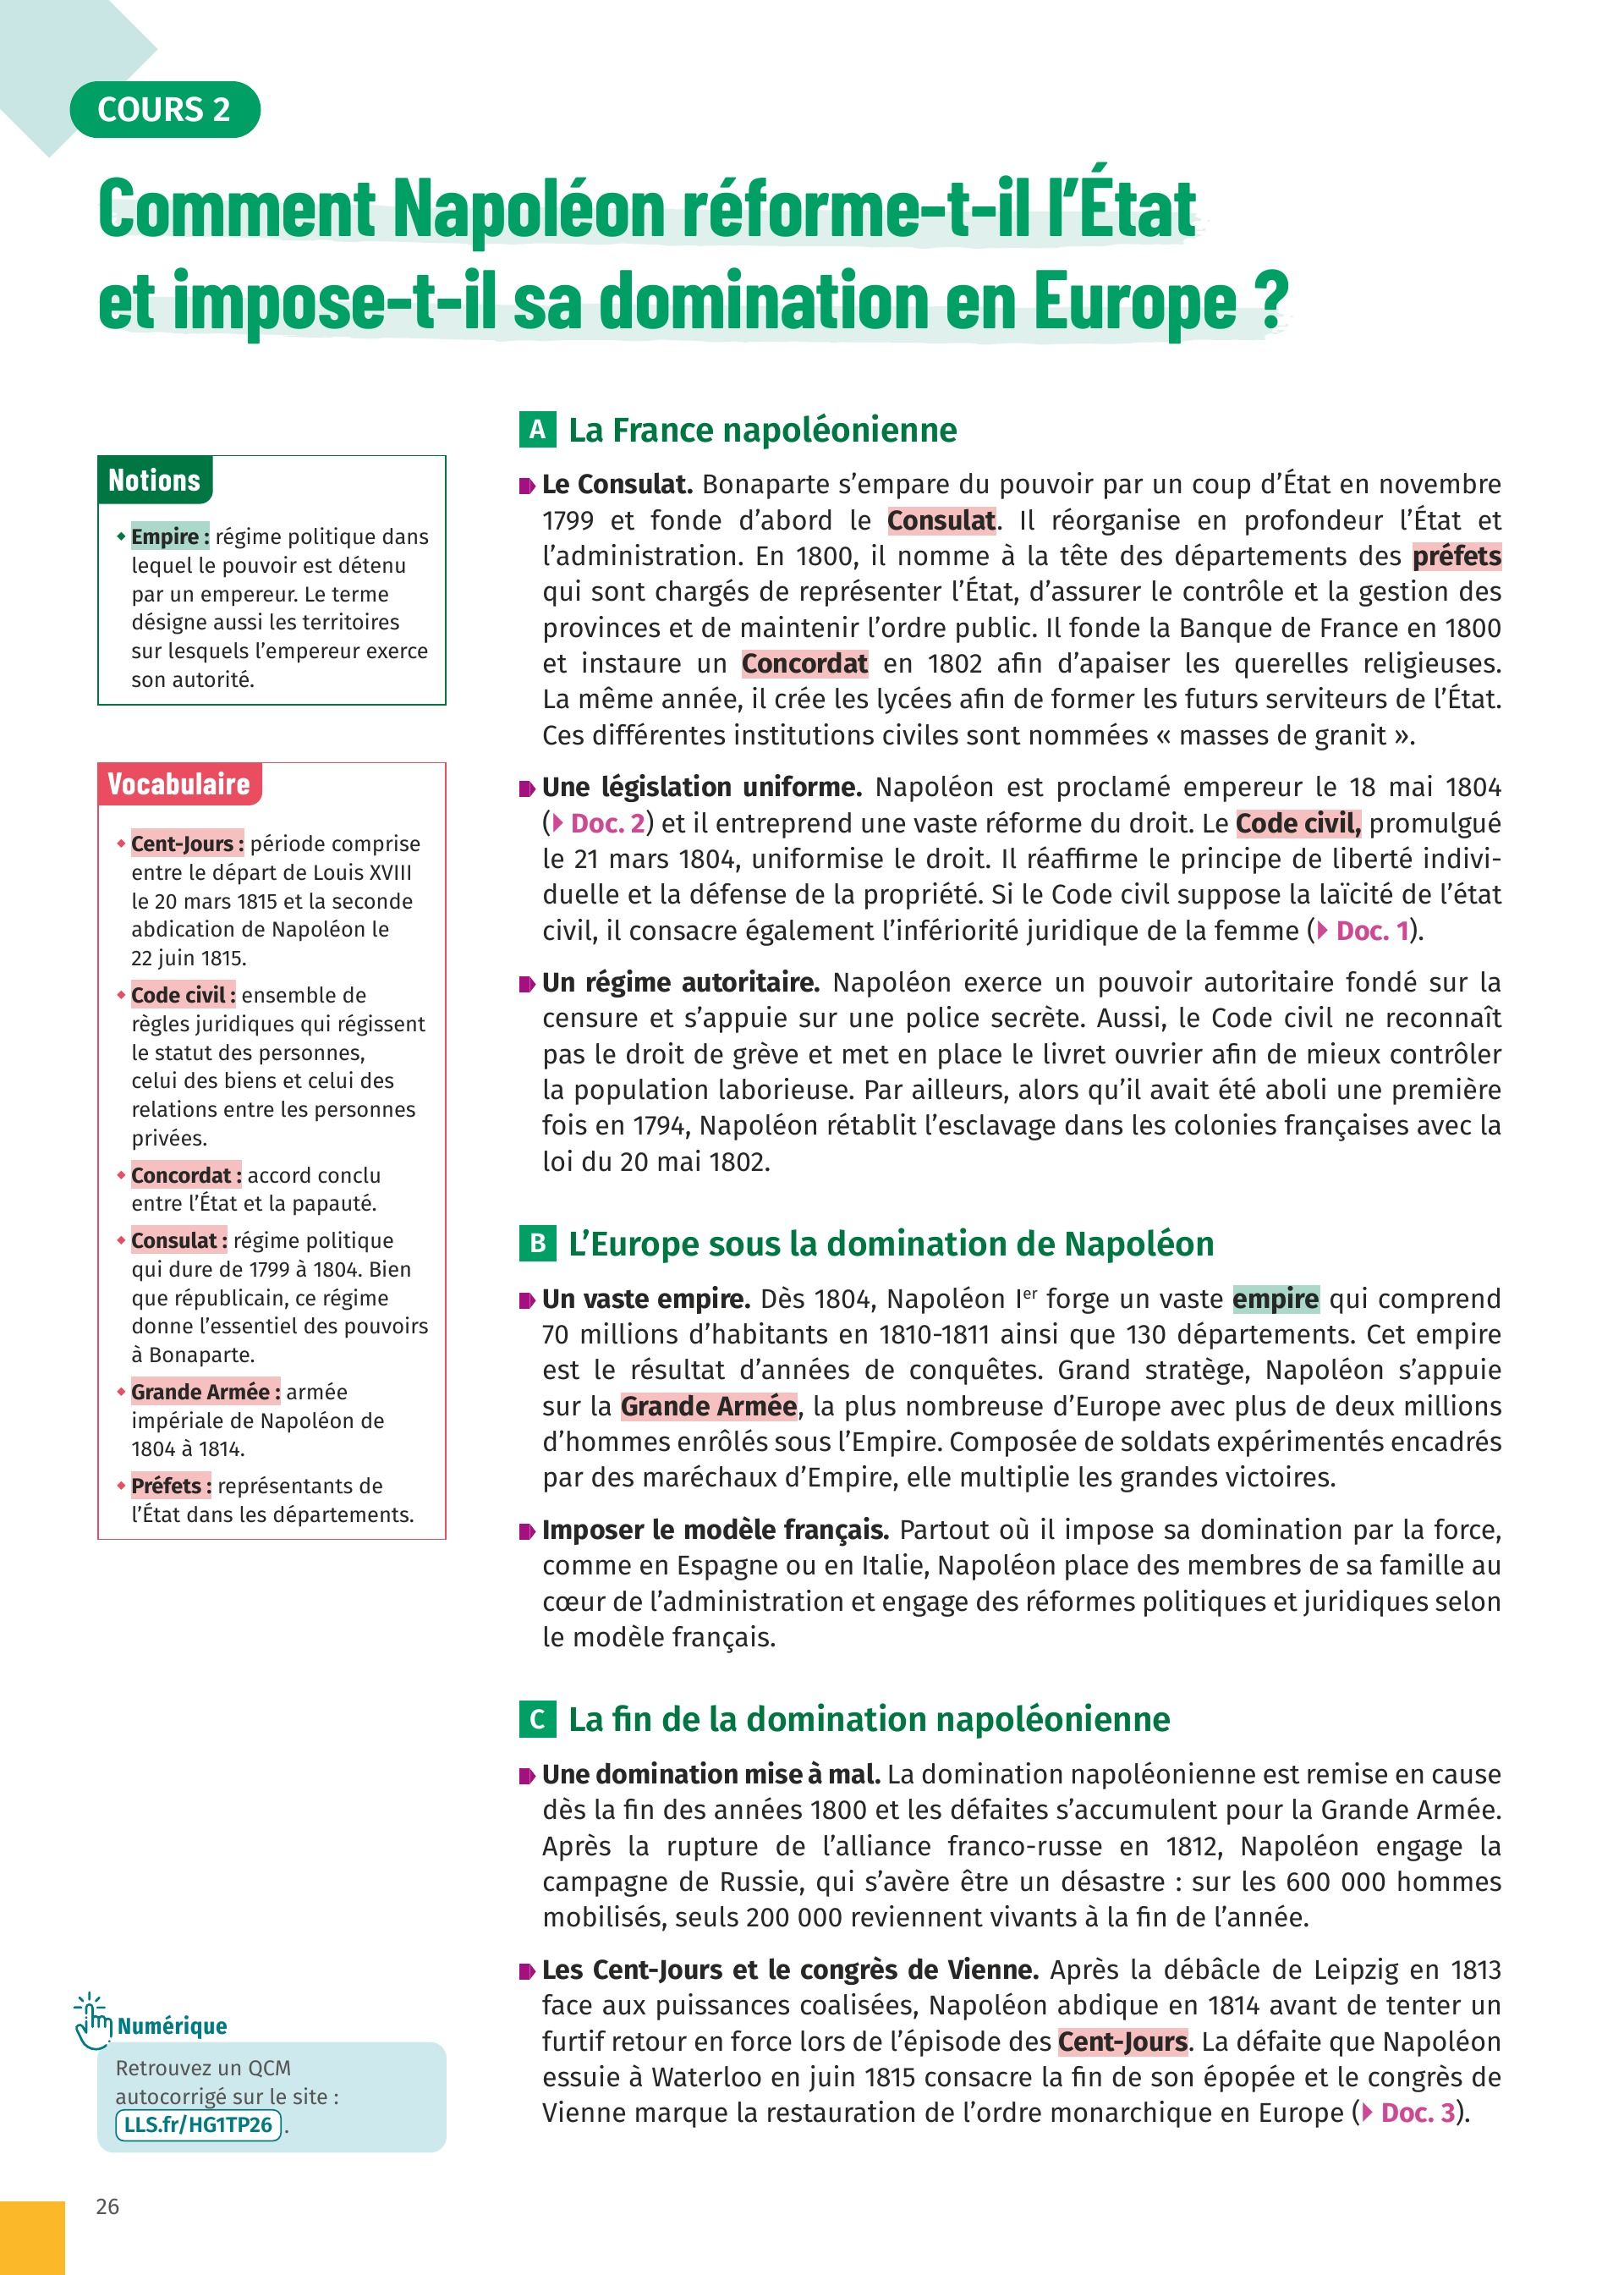 COURS 2
Comment Napoléon réforme-t-il l’État
et impose-t-il sa domination en Europe ?
Notions
Empire : régime politique dans
lequel le pouvoir est détenu
par un empereur. Le terme
désigne aussi les territoires
sur lesquels l’empereur exerce
son autorité.
Vocabulaire
Cent-Jours : période comprise
entre le départ de Louis XVIII
le 20 mars 1815 et la seconde
abdication de Napoléon le
22 juin 1815.
Code civil : ensemble de
règles juridiques qui régissent
le statut des personnes,
celui des biens et celui des
relations entre les personnes
privées.
Concordat : accord conclu
entre l’État et la papauté.
Consulat : régime politique
qui dure de 1799 à 1804. Bien
que républicain, ce régime
donne l’essentiel des pouvoirs
à Bonaparte.
Grande Armée : armée
impériale de Napoléon de
1804 à 1814.
Préfets : représentants de
l’État dans les départements.
Numérique
Retrouvez un QCM
autocorrigé sur le site :
LLS.fr/HG1TP26 .
A La France napoléonienne
Le Consulat. Bonaparte s’empare du pouvoir par un coup d’État en novembre
1799 et fonde d’abord le Consulat. Il réorganise en profondeur l’État et
l’administration. En 1800, il nomme à la tête des départements des préfets
qui sont chargés de représenter l’État, d’assurer le contrôle et la gestion des
provinces et de maintenir l’ordre public. Il fonde la Banque de France en 1800
et instaure un Concordat en 1802 afin d’apaiser les querelles religieuses.
La même année, il crée les lycées afin de former les futurs serviteurs de l’État.
Ces différentes institutions civiles sont nommées « masses de granit ».
Une législation uniforme. Napoléon est proclamé empereur le 18 mai 1804
(Doc. 2) et il entreprend une vaste réforme du droit. Le Code civil, promulgué
le 21 mars 1804, uniformise le droit. Il réaffirme le principe de liberté indivi-
duelle et la défense de la propriété. Si le Code civil suppose la laïcité de l’état
civil, il consacre également l’infériorité juridique de la femme (Doc. 1).
Un régime autoritaire. Napoléon exerce un pouvoir autoritaire fondé sur la
censure et s’appuie sur une police secrète. Aussi, le Code civil ne reconnaît
pas le droit de grève et met en place le livret ouvrier afin de mieux contrôler
la population laborieuse. Par ailleurs, alors qu’il avait été aboli une première
fois en 1794, Napoléon rétablit l’esclavage dans les colonies françaises avec la
loi du 20 mai 1802.
B L’Europe sous la domination de Napoléon
Un vaste empire. Dès 1804, Napoléon Ier forge un vaste empire qui comprend
70 millions d’habitants en 1810-1811 ainsi que 130 départements. Cet empire
est le résultat d’années de conquêtes. Grand stratège, Napoléon s’appuie
sur la Grande Armée, la plus nombreuse d’Europe avec plus de deux millions
d’hommes enrôlés sous l’Empire. Composée de soldats expérimentés encadrés
par des maréchaux d’Empire, elle multiplie les grandes victoires.
Imposer le modèle français. Partout où il impose sa domination par la force,
comme en Espagne ou en Italie, Napoléon place des membres de sa famille au
cœur de l’administration et engage des réformes politiques et juridiques selon
le modèle français.
C La fin de la domination napoléonienne
Une domination mise à mal. La domination napoléonienne est remise en cause
dès la fin des années 1800 et les défaites s’accumulent pour la Grande Armée.
Après la rupture de l’alliance franco-russe en 1812, Napoléon engage la
campagne de Russie, qui s’avère être un désastre : sur les 600 000 hommes
mobilisés, seuls 200 000 reviennent vivants à la fin de l’année.
Les Cent-Jours et le congrès de Vienne. Après la débâcle de Leipzig en 1813
face aux puissances coalisées, Napoléon abdique en 1814 avant de tenter un
furtif retour en force lors de l’épisode des Cent-Jours. La défaite que Napoléon
essuie à Waterloo en juin 1815 consacre la fin de son épopée et le congrès de
Vienne marque la restauration de l’ordre monarchique en Europe (Doc. 3).
26